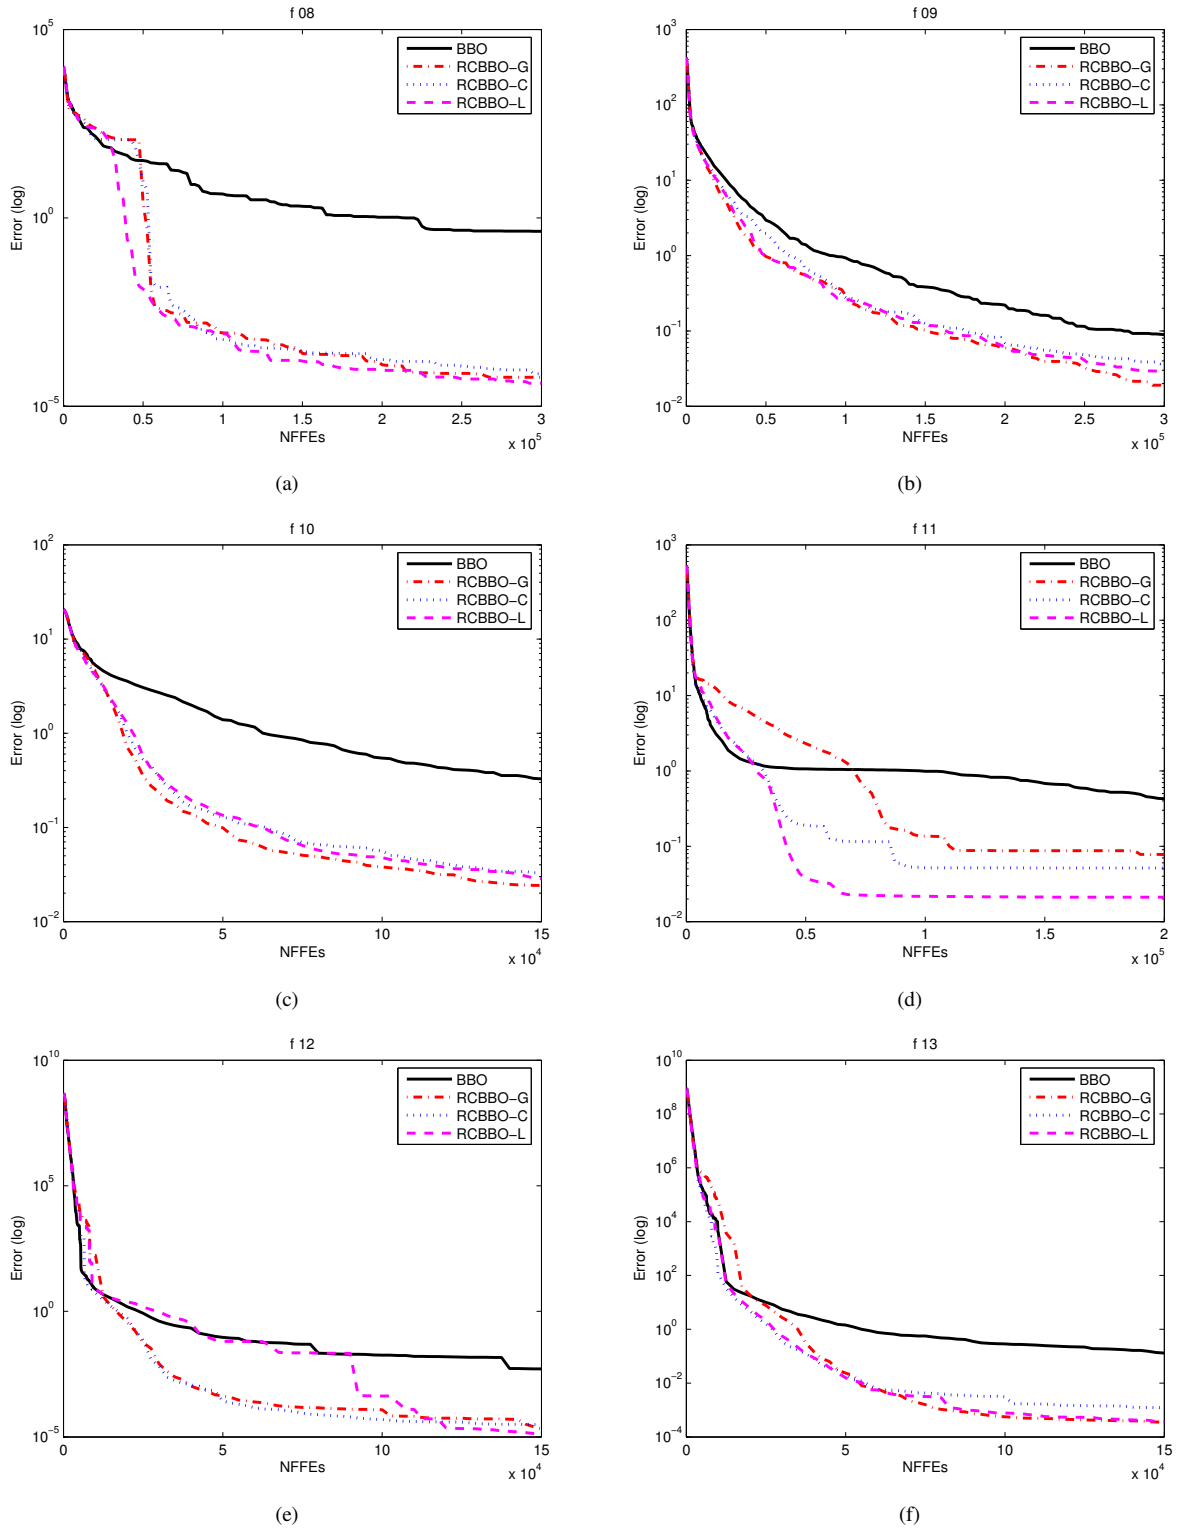 f 08
10^5
10^0
10^-5
Error (log)
BBO
RCBBO-G
RCBBO-C
RCBBO-L
0 0.5 1 1.5 2 2.5 3
NFFEs
x 10^5
(a)
f 09
10^3
10^2
10^1
10^0
10^-1
10^-2
Error (log)
BBO
RCBBO-G
RCBBO-C
RCBBO-L
0 0.5 1 1.5 2 2.5 3
NFFEs
x 10^5
(b)
f 10
10^2
10^1
10^0
10^-1
10^-2
Error (log)
BBO
RCBBO-G
RCBBO-C
RCBBO-L
0 5 10 15
NFFEs
x 10^4
(c)
f 11
10^3
10^2
10^1
10^0
10^-1
10^-2
Error (log)
BBO
RCBBO-G
RCBBO-C
RCBBO-L
0 0.5 1 1.5 2
NFFEs
x 10^5
(d)
f 12
10^10
10^5
10^0
10^-5
Error (log)
BBO
RCBBO-G
RCBBO-C
RCBBO-L
0 5 10 15
NFFEs
x 10^4
(e)
f 13
10^10
10^8
10^6
10^4
10^2
10^0
10^-2
10^-4
Error (log)
BBO
RCBBO-G
RCBBO-C
RCBBO-L
0 5 10 15
NFFEs
x 10^4
(f)